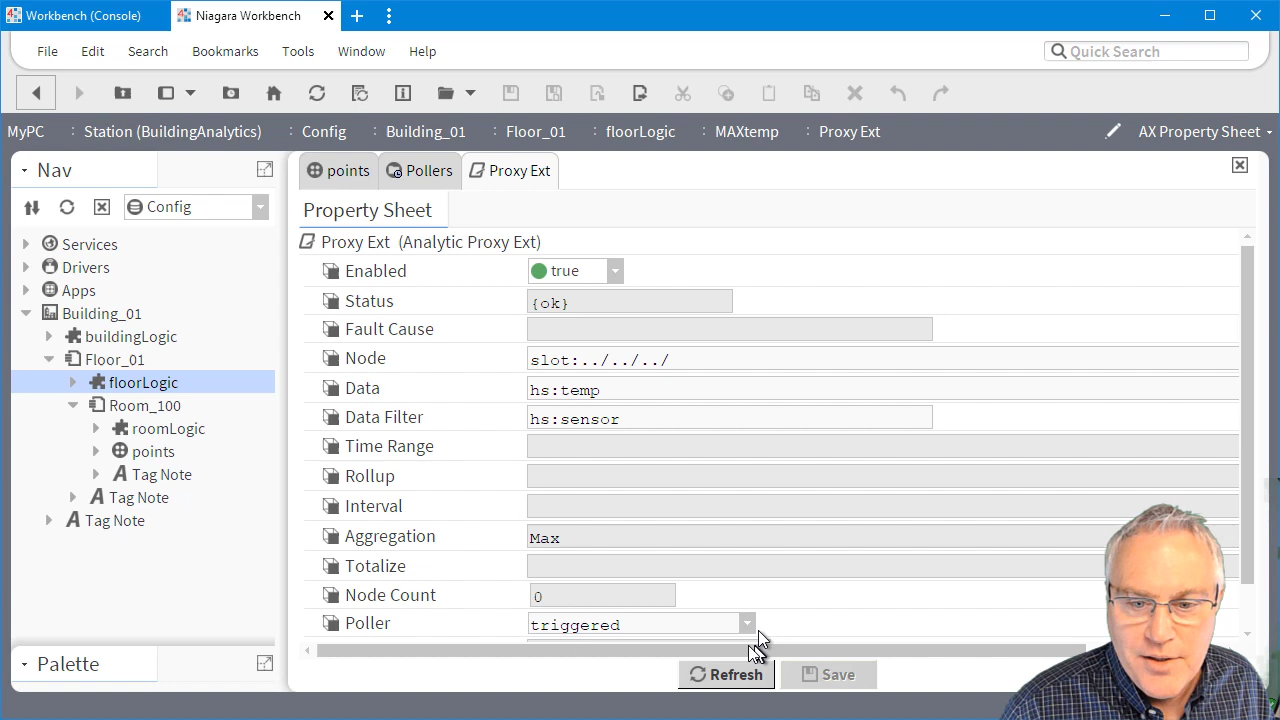 Workbench (Console) Niagara Workbench
File Edit Search Bookmarks Tools Window Help Quick Search
MyPC : Station (BuildingAnalytics) : Config : Building_01 : Floor_01 : floorLogic : MAXtemp : Proxy Ext AX Property Sheet
Nav
Config
Services
Drivers
Apps
Building_01
buildingLogic
Floor_01
floorLogic
Room_100
roomLogic
points
Tag Note
Tag Note
Tag Note
Palette
points Pollers Proxy Ext
Property Sheet
Proxy Ext (Analytic Proxy Ext)
Enabled true
Status {ok}
Fault Cause
Node slot:../../../
Data hs:temp
Data Filter hs:sensor
Time Range
Rollup
Interval
Aggregation Max
Totalize
Node Count 0
Poller triggered
Refresh Save